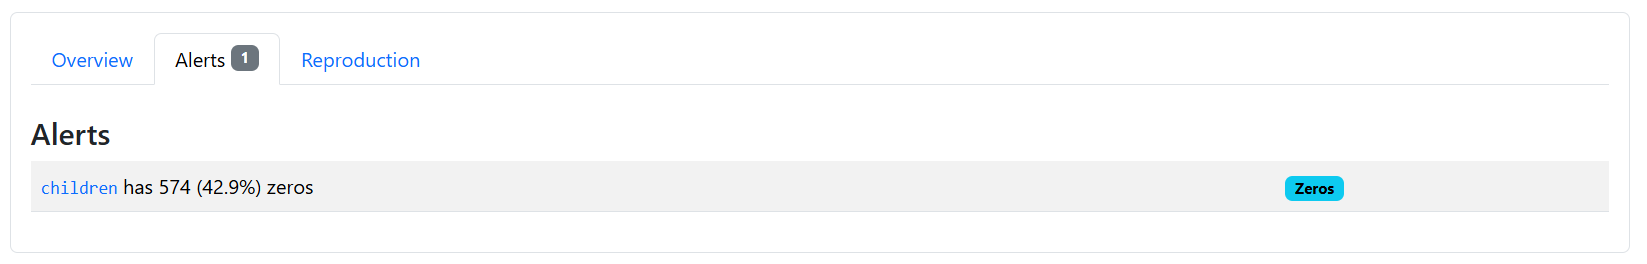 Overview Alerts 1 Reproduction
Alerts
children has 574 (42.9%) zeros Zeros